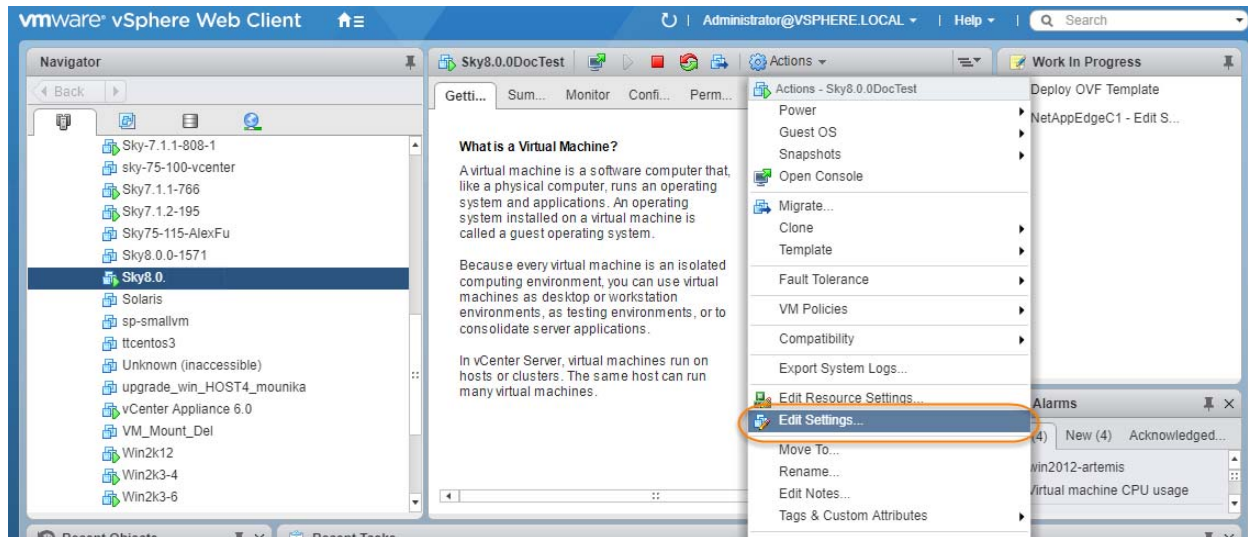 vmware® vSphere Web Client
Administrator@VSPHERE.LOCAL
Help
Search
Navigator
Back
Sky-7.1.1-808-1
sky-75-100-vcenter
Sky7.1.1-766
Sky7.1.2-195
Sky75-115-AlexFu
Sky8.0.0-1571
Sky8.0.
Solaris
sp-smallvm
ttcentos3
Unknown (inaccessible)
upgrade_win_HOST4_mounika
vCenter Appliance 6.0
VM_Mount_Del
Win2k12
Win2k3-4
Win2k3-6
Sky8.0.0DocTest
Actions
Getti...
Sum...
Monitor
Confi...
Perm...
What is a Virtual Machine?
A virtual machine is a software computer that,
like a physical computer, runs an operating
system and applications. An operating
system installed on a virtual machine is
called a guest operating system.
Because every virtual machine is an isolated
computing environment, you can use virtual
machines as desktop or workstation
environments, as testing environments, or to
consolidate server applications.
In vCenter Server, virtual machines run on
hosts or clusters. The same host can run
many virtual machines.
Actions - Sky8.0.0DocTest
Power
Guest OS
Snapshots
Open Console
Migrate...
Clone
Template
Fault Tolerance
VM Policies
Compatibility
Export System Logs...
Edit Resource Settings...
Edit Settings...
Move To...
Rename...
Edit Notes...
Tags & Custom Attributes
Work In Progress
Deploy OVF Template
NetAppEdgeC1 - Edit S...
Alarms
(4)
New (4)
Acknowledged...
win2012-artemis
Virtual machine CPU usage
Recent Objects
Recent Tasks